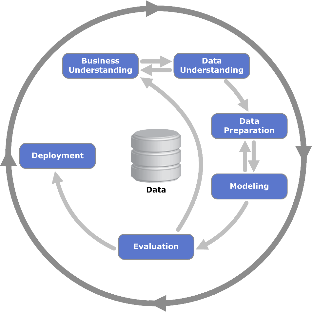 Business
Understanding
Data
Understanding
Data
Preparation
Modeling
Evaluation
Deployment
Data